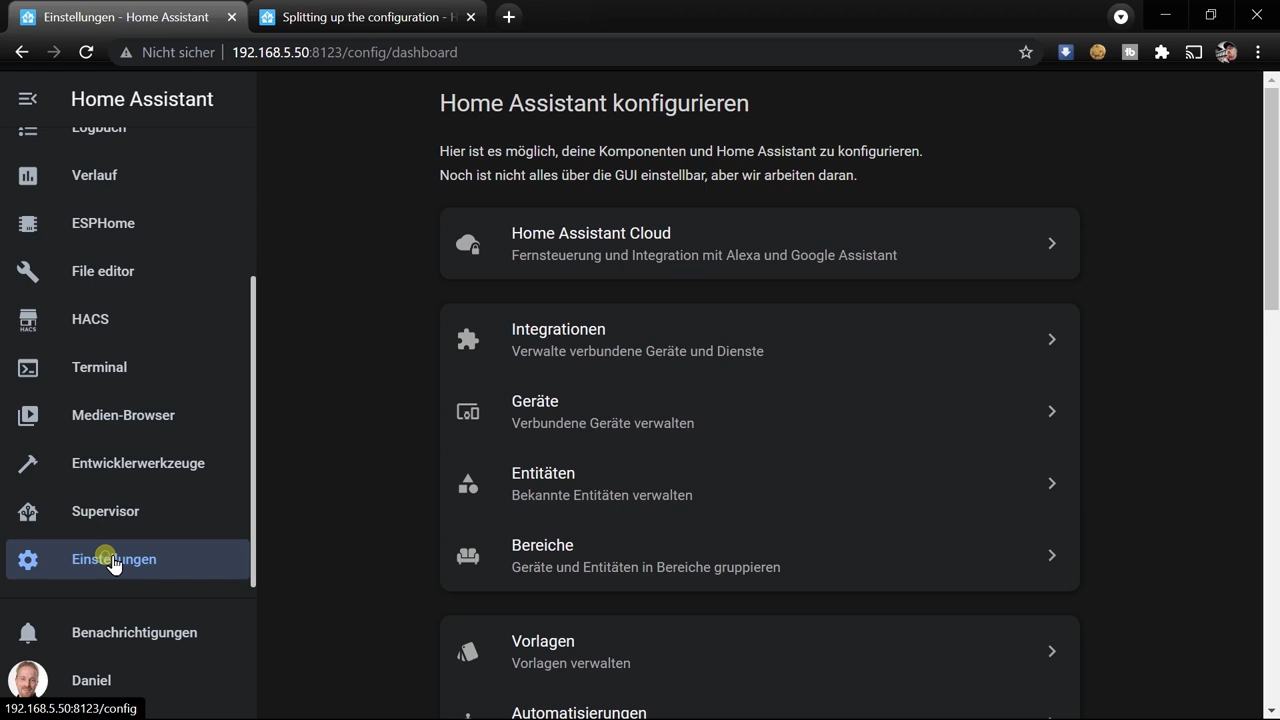 Einstellungen - Home Assistant
Splitting up the configuration - H
Nicht sicher
192.168.5.50:8123/config/dashboard
Home Assistant
Logbuch
Verlauf
ESPHome
File editor
HACS
HACS
Terminal
Medien-Browser
Entwicklerwerkzeuge
Supervisor
Einstellungen
Benachrichtigungen
Daniel
192.168.5.50:8123/config
Home Assistant konfigurieren
Hier ist es möglich, deine Komponenten und Home Assistant zu konfigurieren.
Noch ist nicht alles über die GUI einstellbar, aber wir arbeiten daran.
Home Assistant Cloud
Fernsteuerung und Integration mit Alexa und Google Assistant
Integrationen
Verwalte verbundene Geräte und Dienste
Geräte
Verbundene Geräte verwalten
Entitäten
Bekannte Entitäten verwalten
Bereiche
Geräte und Entitäten in Bereiche gruppieren
Vorlagen
Vorlagen verwalten
Automatisierungen